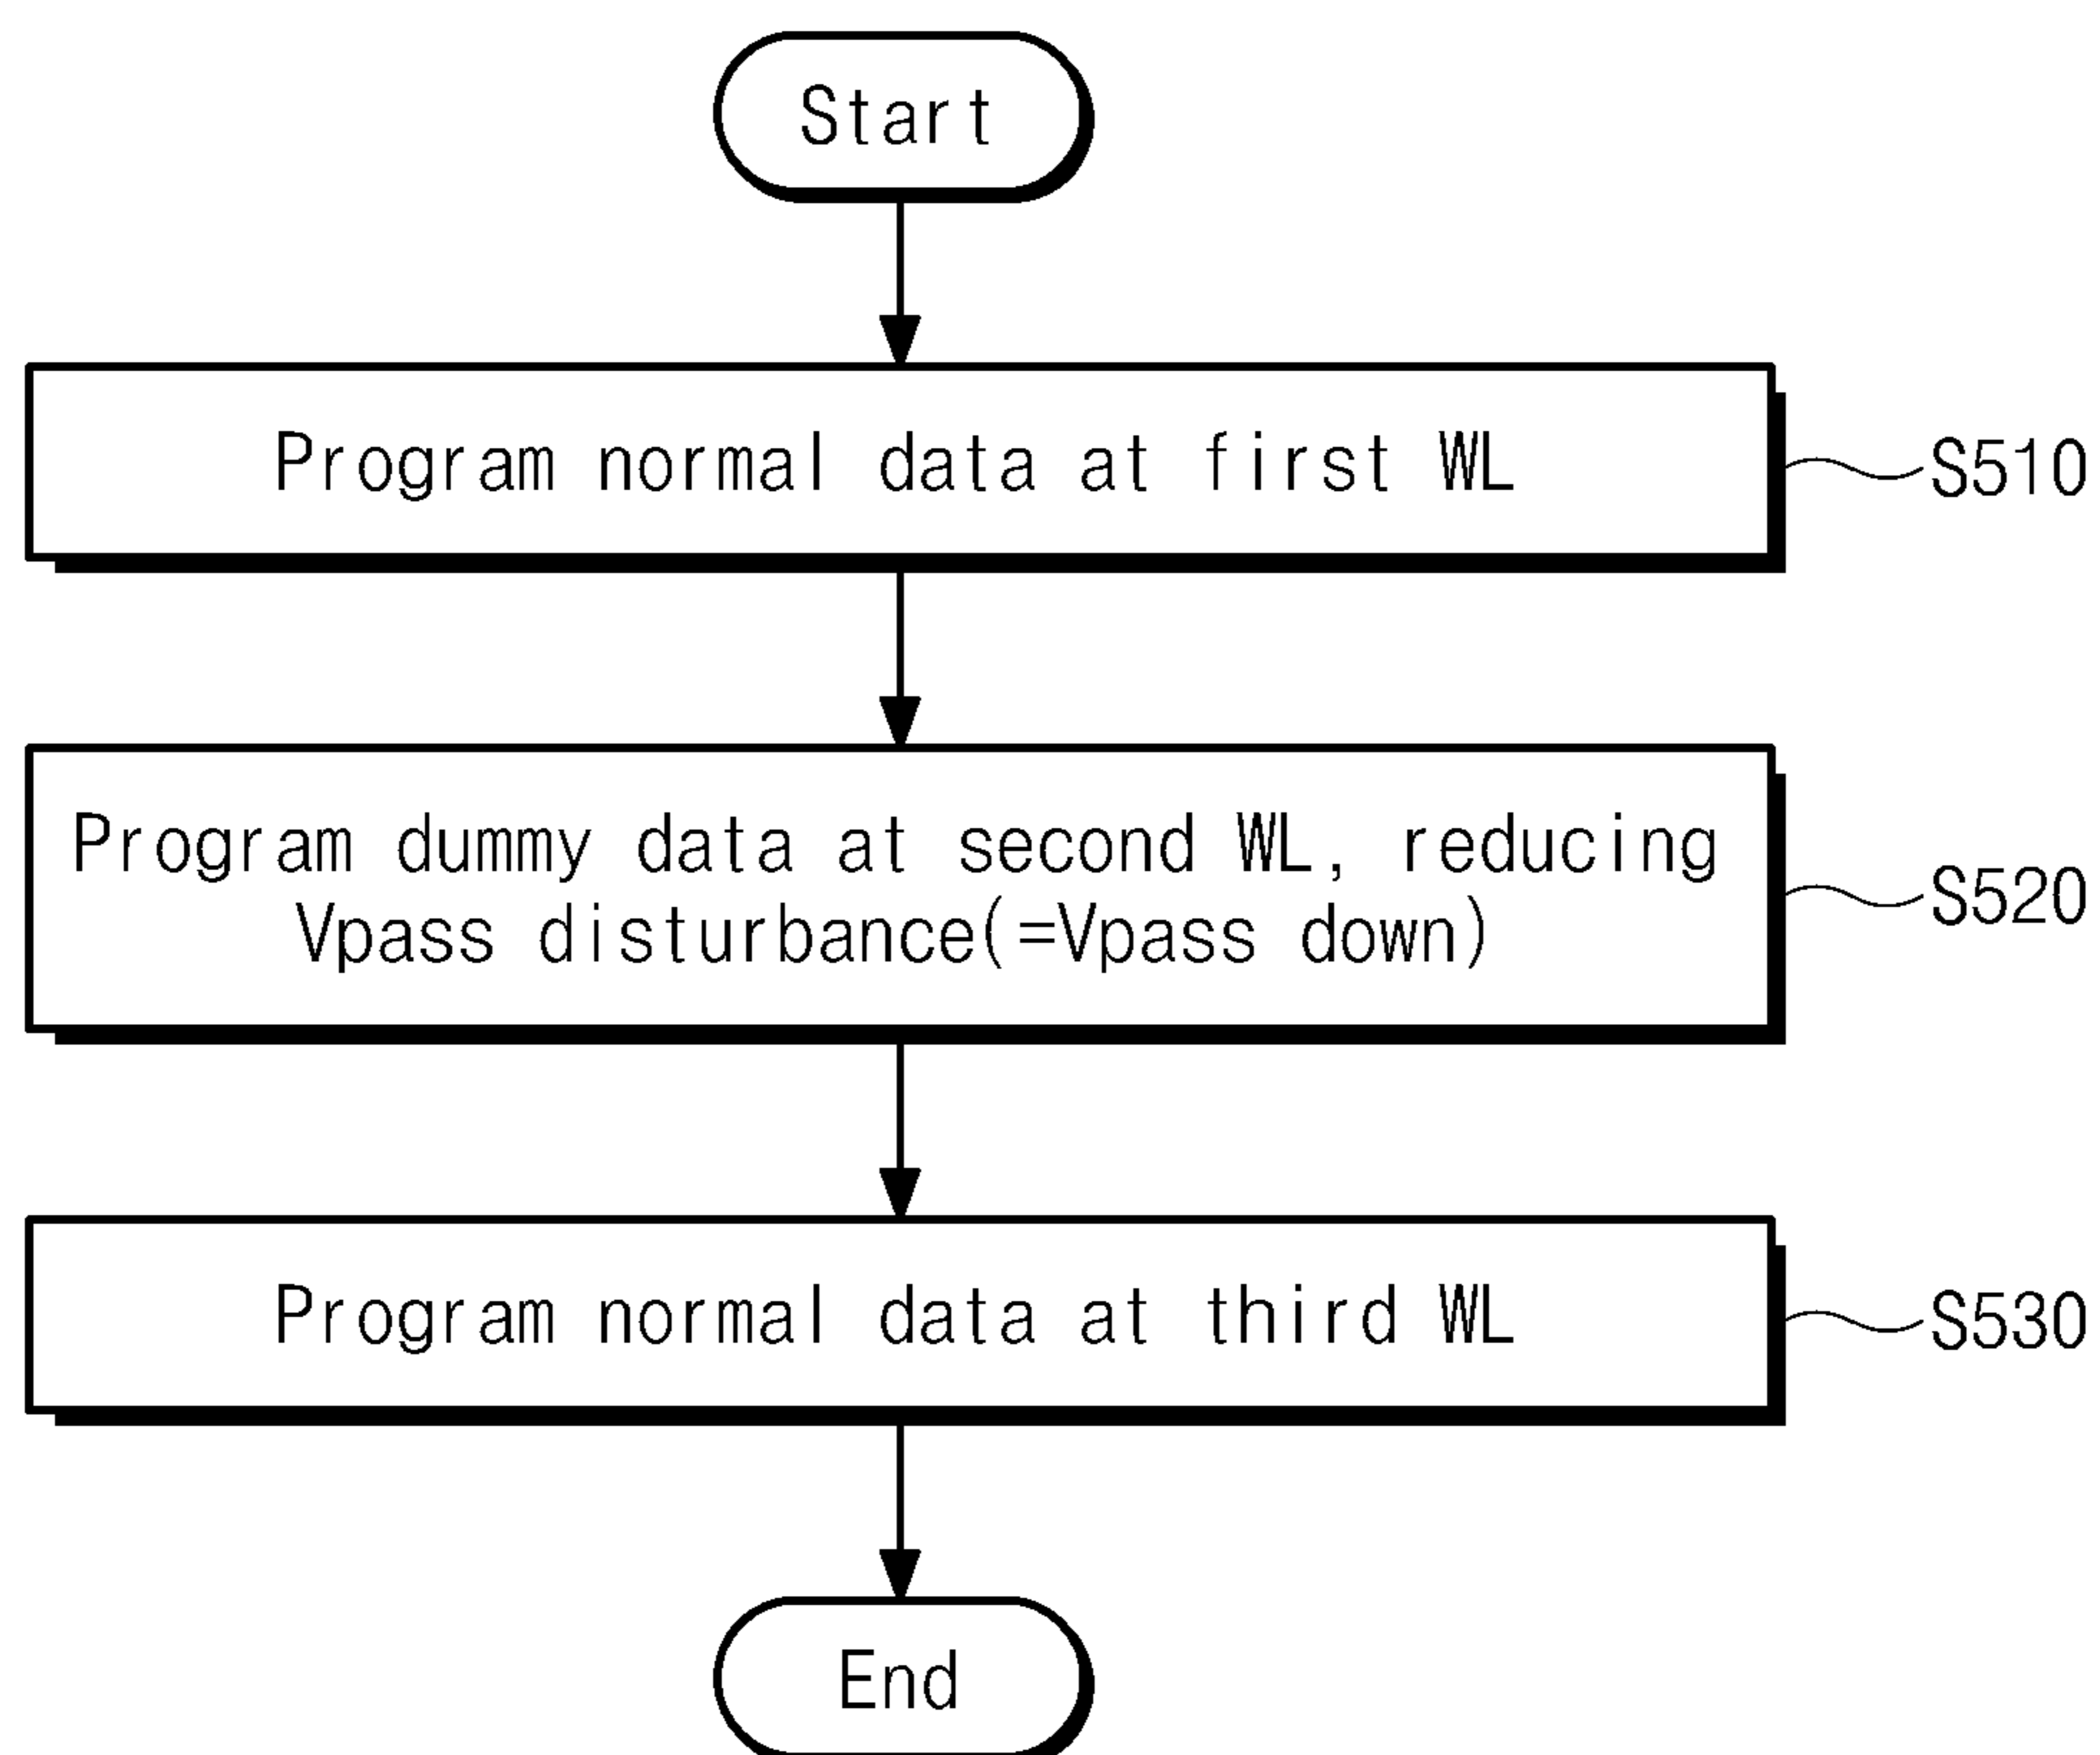 Start
Program normal data at first WL
S510
Program dummy data at second WL, reducing
Vpass disturbance(=Vpass down)
S520
Program normal data at third WL
S530
End